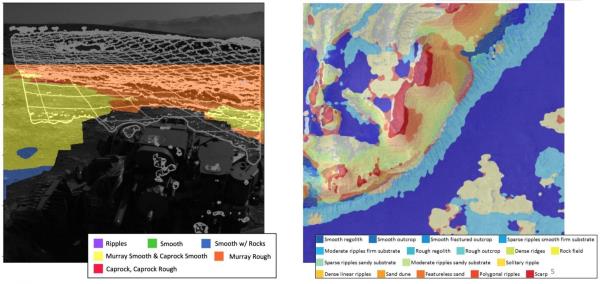 Ripples Smooth Smooth w/ Rocks
Murray Smooth & Caprock Smooth Murray Rough
Caprock, Caprock Rough
Smooth regolith Smooth outcrop Smooth fractured outcrop Sparse ripples smooth firm substrate
Moderate ripples firm substrate Rough regolith Rough outcrop Dense ridges Rock field
Sparse ripples sandy substrate Moderate ripples sandy substrate Solitary ripple
Dense linear ripples Sand dune Featureless sand Polygonal ripples Scarp
5